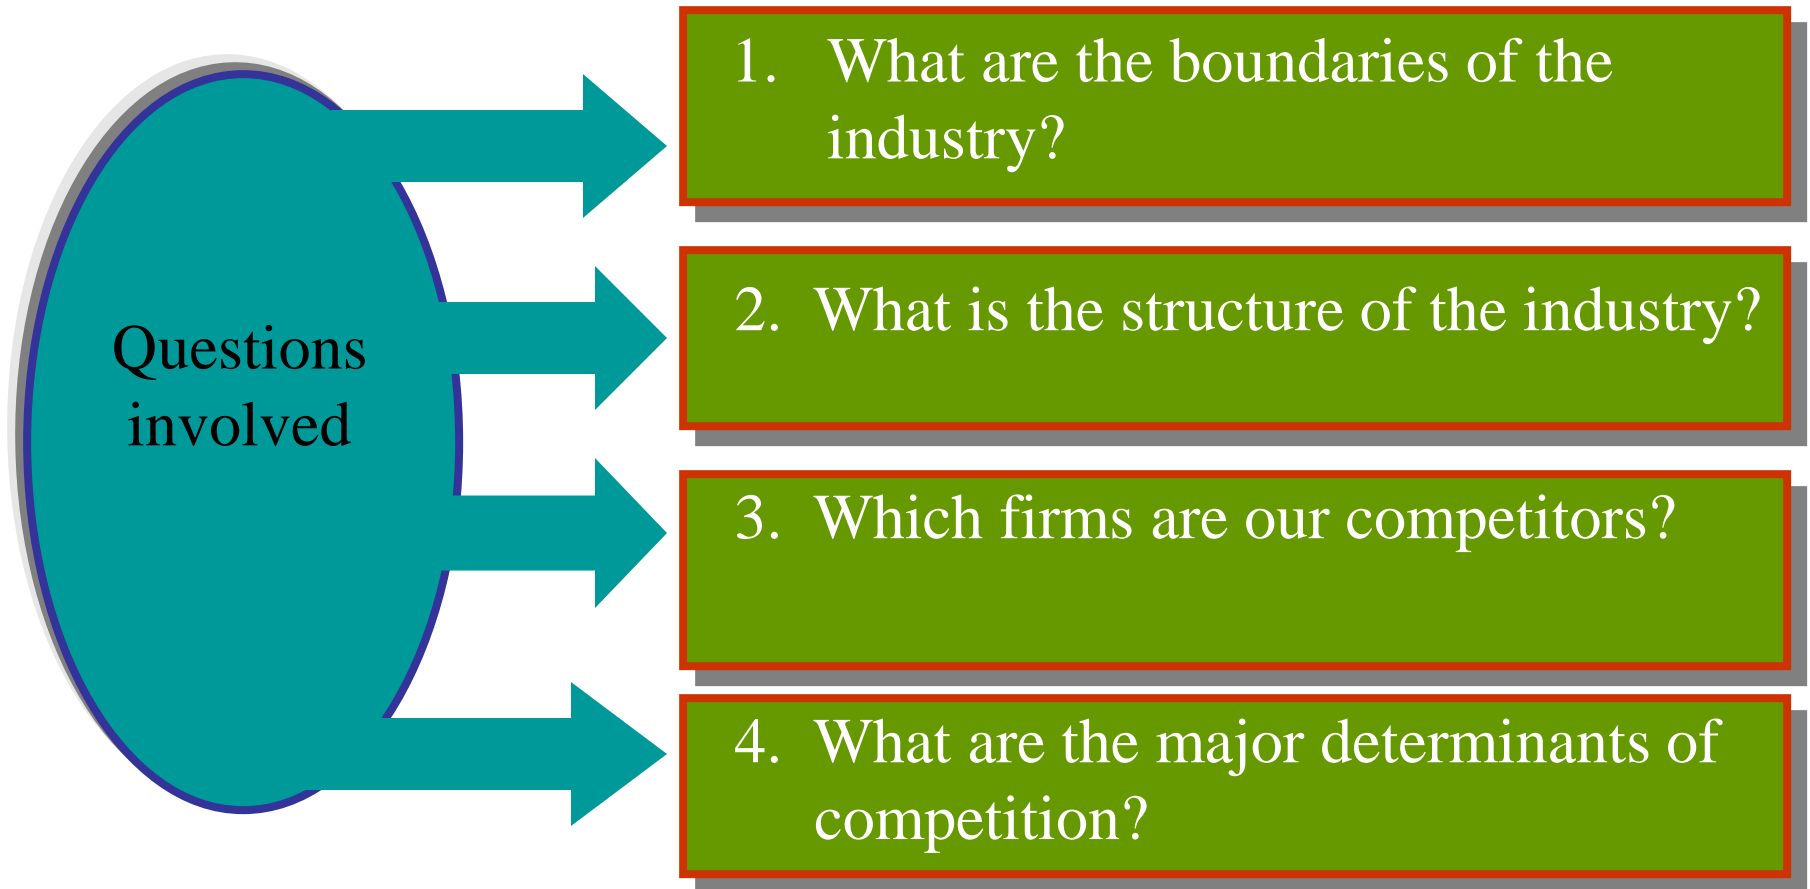 Questions
involved
1. What are the boundaries of the
industry?
2. What is the structure of the industry?
3. Which firms are our competitors?
4. What are the major determinants of
competition?